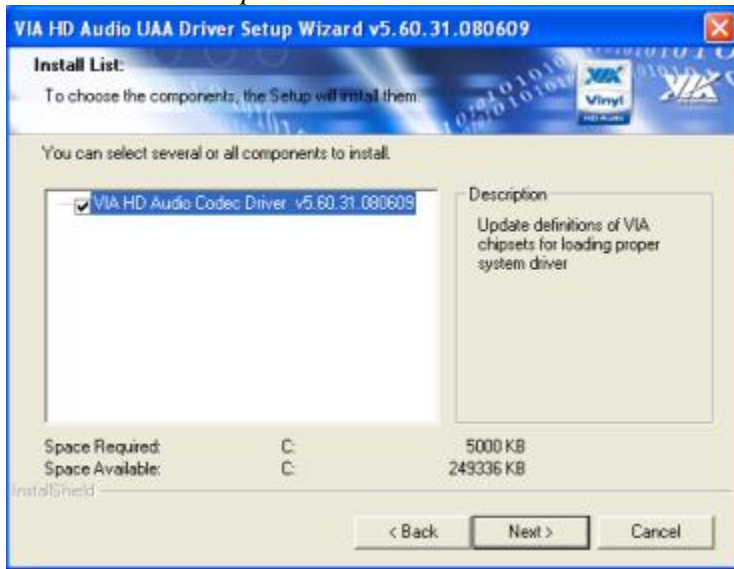 VIA HD Audio UAA Driver Setup Wizard v5.60.31.080609
Install List:
To choose the components, the Setup will install them.
VIA
Vinyl
HD Audio
VIA
You can select several or all components to install.
VIA HD Audio Codec Driver v5.60.31.080609
Description
Update definitions of VIA
chipsets for loading proper
system driver
Space Required: C: 5000 KB
Space Available: C: 249336 KB
InstallShield
< Back Next > Cancel